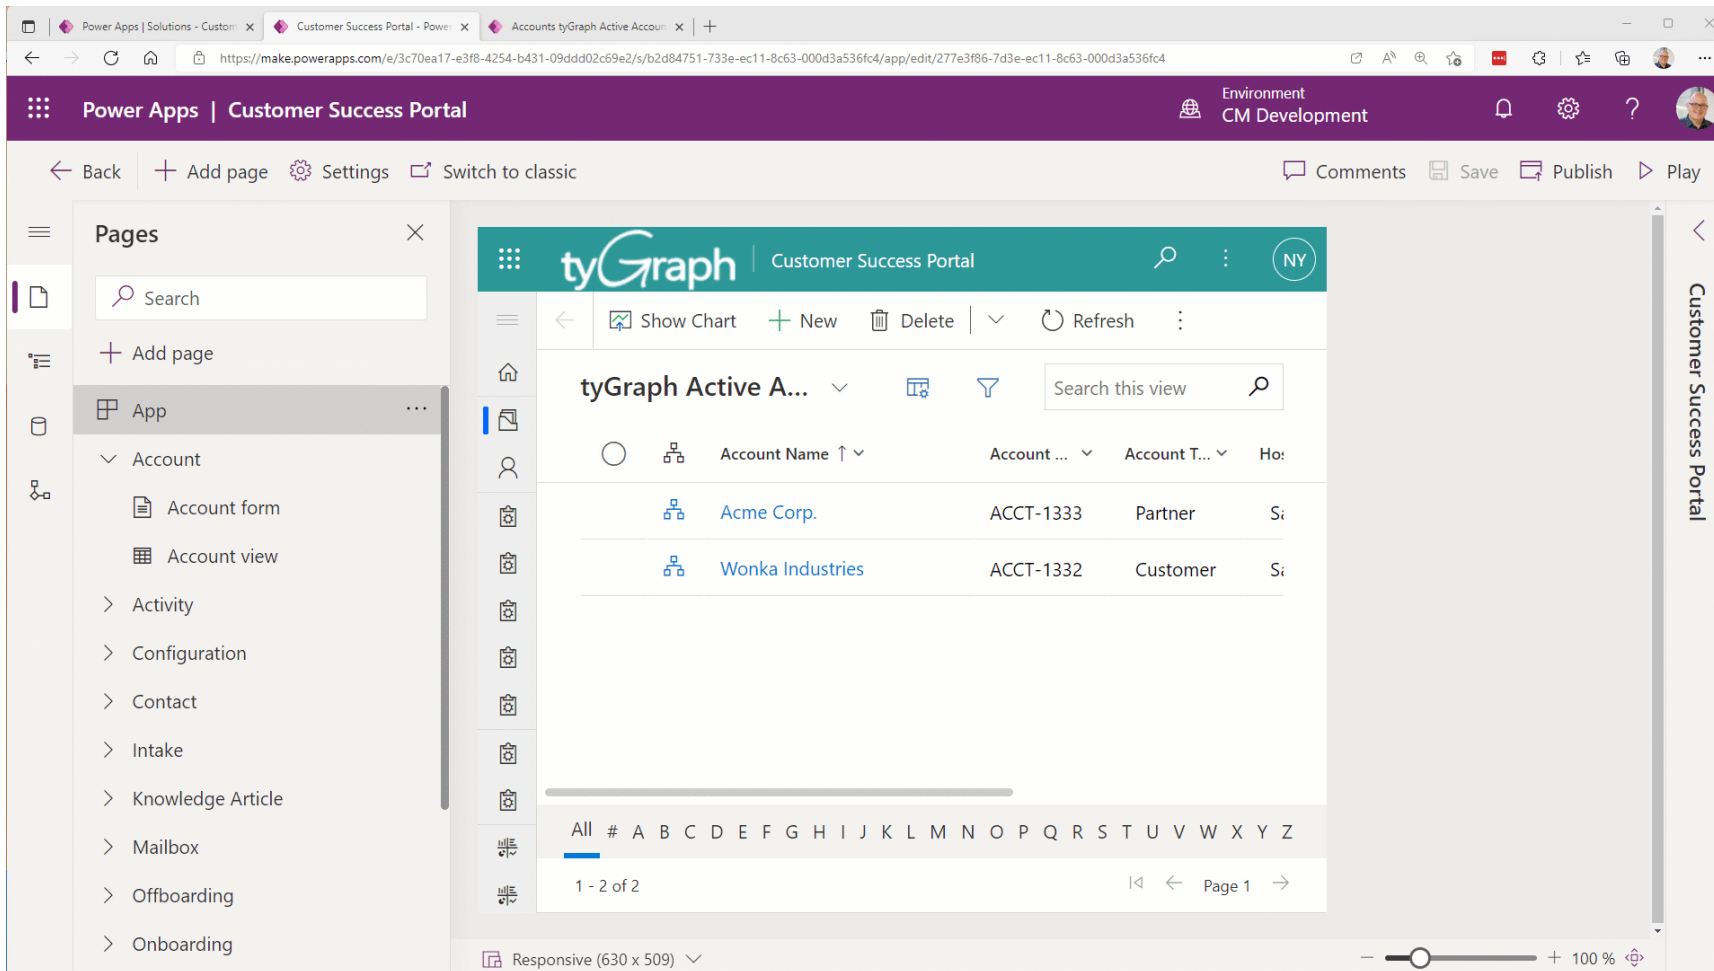 Power Apps | Solutions - Custom
Customer Success Portal - Power
Accounts tyGraph Active Accoun
https://make.powerapps.com/e/3c70ea17-e3f8-4254-b431-09ddd02c69e2/s/b2d84751-733e-ec11-8c63-000d3a536fc4/app/edit/277e3f86-7d3e-ec11-8c63-000d3a536fc4
Power Apps | Customer Success Portal
Environment
CM Development
?
Back
Add page
Settings
Switch to classic
Comments
Save
Publish
Play
Pages
Search
Add page
App
Account
Account form
Account view
Activity
Configuration
Contact
Intake
Knowledge Article
Mailbox
Offboarding
Onboarding
tyGraph
Customer Success Portal
NY
Show Chart
New
Delete
Refresh
tyGraph Active A...
Search this view
Account Name
Account ...
Account T...
Acme Corp.
ACCT-1333
Partner
Wonka Industries
ACCT-1332
Customer
All # A B C D E F G H I J K L M N O P Q R S T U V W X Y Z
1 - 2 of 2
Page 1
Responsive (630 x 509)
100 %
Customer Success Portal